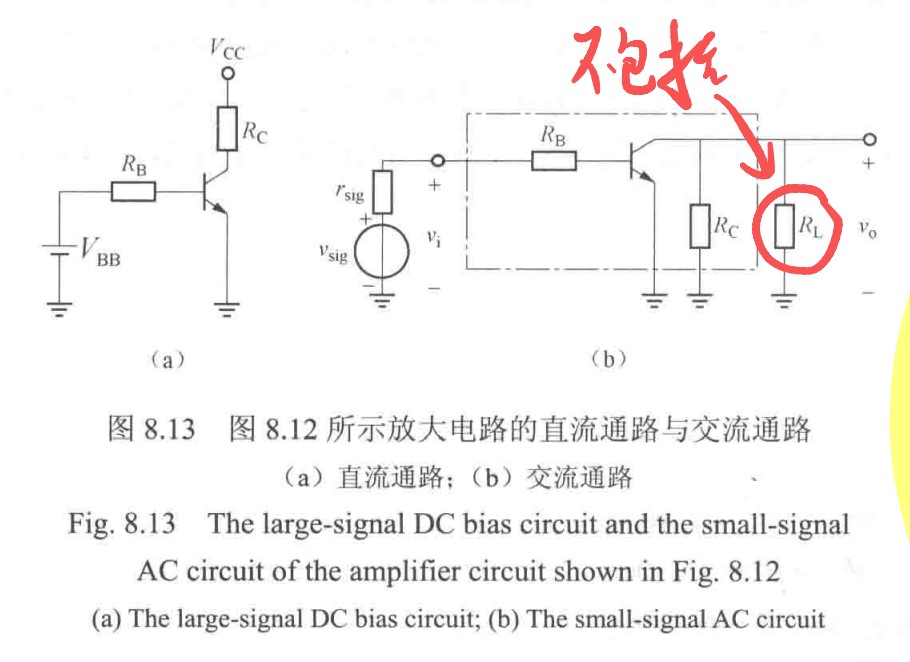 V_CC
不包括
R_C
R_B
R_B
r_sig
+
+
+
R_C
R_L
v_o
V_BB
v_sig
v_i
−
−
−
(a)
(b)
图 8.13 图 8.12 所示放大电路的直流通路与交流通路
(a) 直流通路；(b) 交流通路
Fig. 8.13 The large-signal DC bias circuit and the small-signal
AC circuit of the amplifier circuit shown in Fig. 8.12
(a) The large-signal DC bias circuit; (b) The small-signal AC circuit